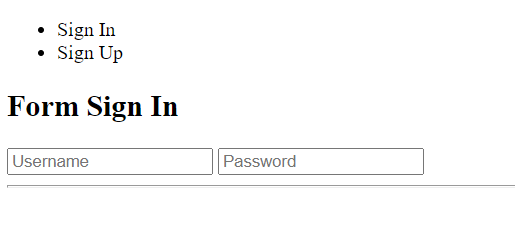 Sign In
Sign Up
Form Sign In
Username Password